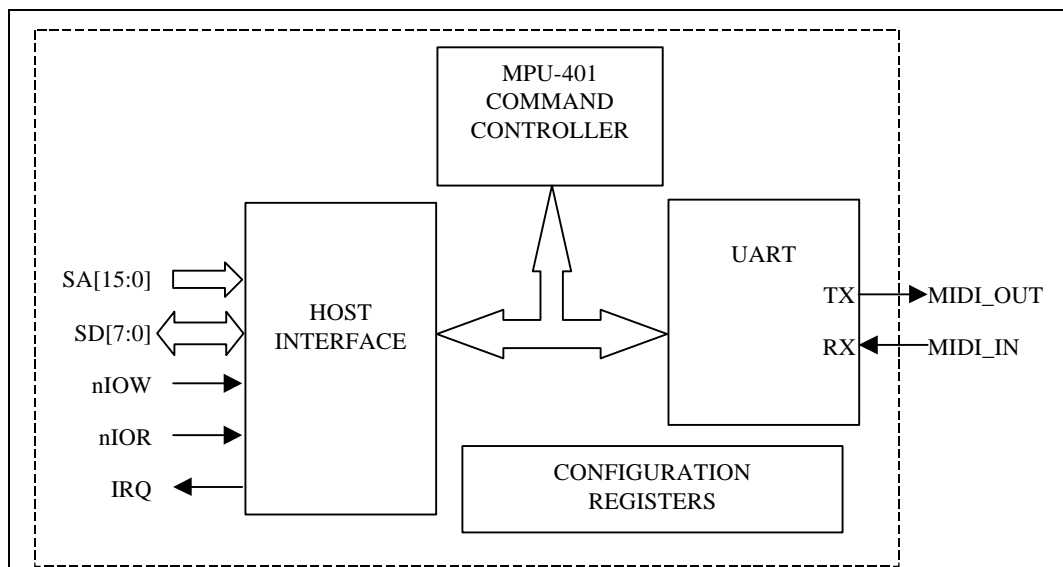 MPU-401
COMMAND
CONTROLLER
SA[15:0]
SD[7:0]
nIOW
nIOR
IRQ
HOST
INTERFACE
UART
TX
RX
MIDI_OUT
MIDI_IN
CONFIGURATION
REGISTERS